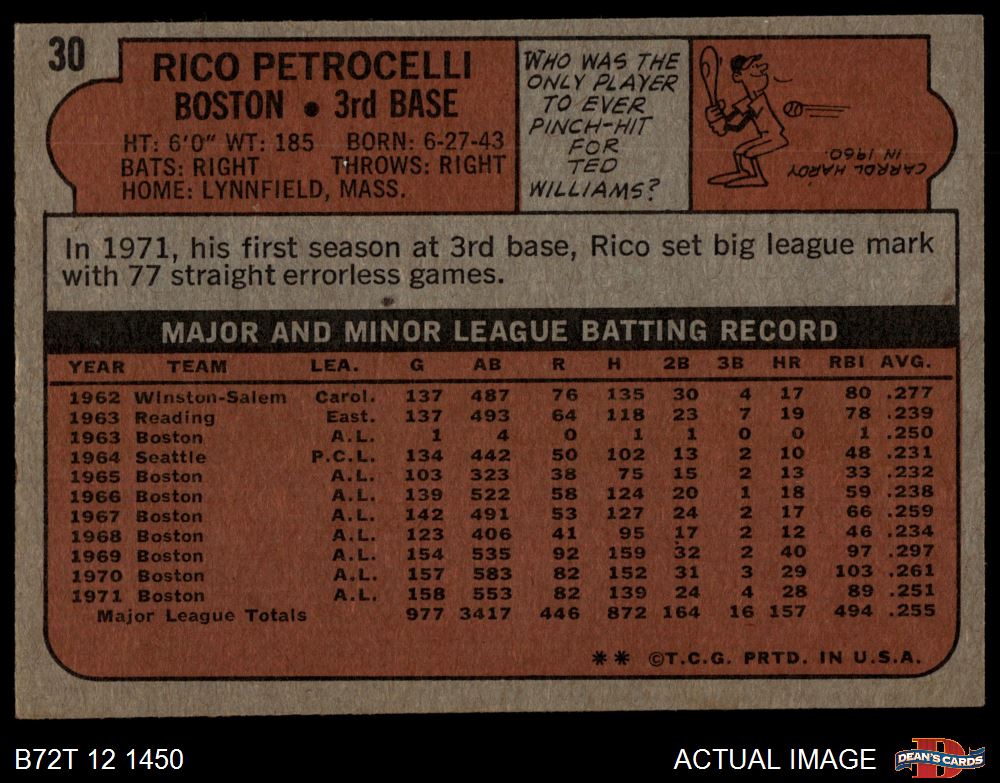 30
RICO PETROCELLI
BOSTON • 3rd BASE
HT: 6'0" WT: 185 BORN: 6-27-43
BATS: RIGHT THROWS: RIGHT
HOME: LYNNFIELD, MASS.
WHO WAS THE
ONLY PLAYER
TO EVER
PINCH-HIT
FOR
TED
WILLIAMS?
CARROL HARDY
IN 1960.
In 1971, his first season at 3rd base, Rico set big league mark
with 77 straight errorless games.
MAJOR AND MINOR LEAGUE BATTING RECORD
YEAR TEAM LEA. G AB R H 2B 3B HR RBI AVG.
1962 Winston-Salem Carol. 137 487 76 135 30 4 17 80 .277
1963 Reading East. 137 493 64 118 23 7 19 78 .239
1963 Boston A.L. 1 4 0 1 1 0 0 1 .250
1964 Seattle P.C.L. 134 442 50 102 13 2 10 48 .231
1965 Boston A.L. 103 323 38 75 15 2 13 33 .232
1966 Boston A.L. 139 522 58 124 20 1 18 59 .238
1967 Boston A.L. 142 491 53 127 24 2 17 66 .259
1968 Boston A.L. 123 406 41 95 17 2 12 46 .234
1969 Boston A.L. 154 535 92 159 32 2 40 97 .297
1970 Boston A.L. 157 583 82 152 31 3 29 103 .261
1971 Boston A.L. 158 553 82 139 24 4 28 89 .251
Major League Totals 977 3417 446 872 164 16 157 494 .255
** ©T.C.G. PRTD. IN U.S.A.
B72T 12 1450
ACTUAL IMAGE
D
DEAN'S CARDS